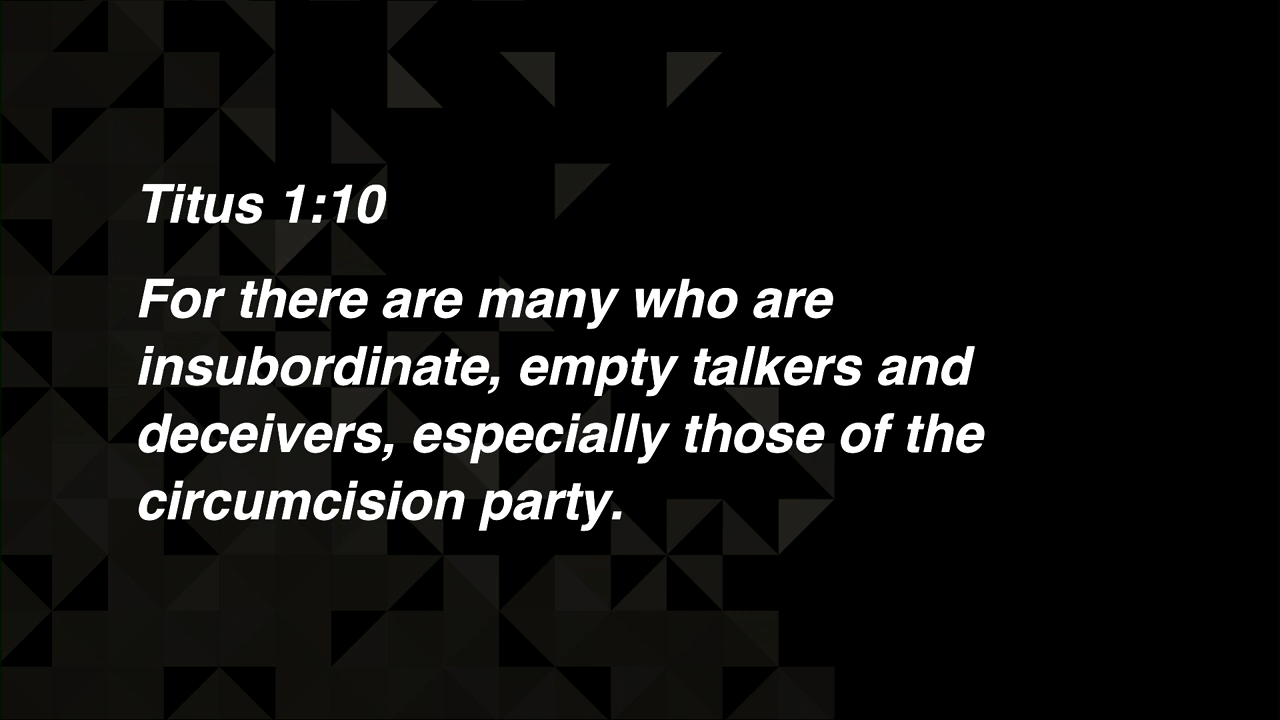 Titus 1:10
For there are many who are
insubordinate, empty talkers and
deceivers, especially those of the
circumcision party.